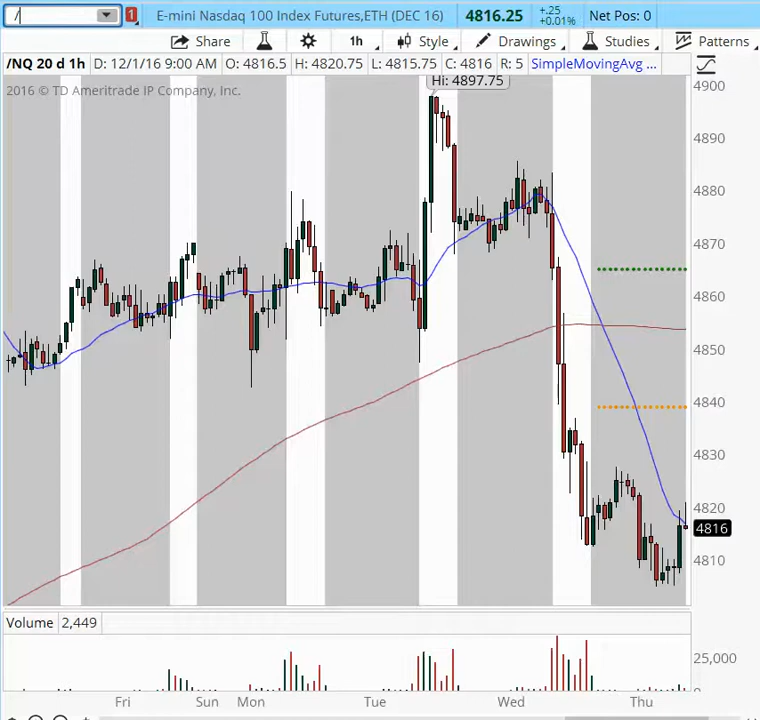 / 1 E-mini Nasdaq 100 Index Futures,ETH (DEC 16) 4816.25 +.25 +0.01% Net Pos: 0
Share 1h Style Drawings Studies Patterns
/NQ 20 d 1h D: 12/1/16 9:00 AM O: 4816.5 H: 4820.75 L: 4815.75 C: 4816 R: 5 SimpleMovingAvg ...
2016 © TD Ameritrade IP Company, Inc.
Hi: 4897.75
4900
4890
4880
4870
4860
4850
4840
4830
4820
4816
4810
Volume 2,449
25,000
Fri Sun Mon Tue Wed Thu